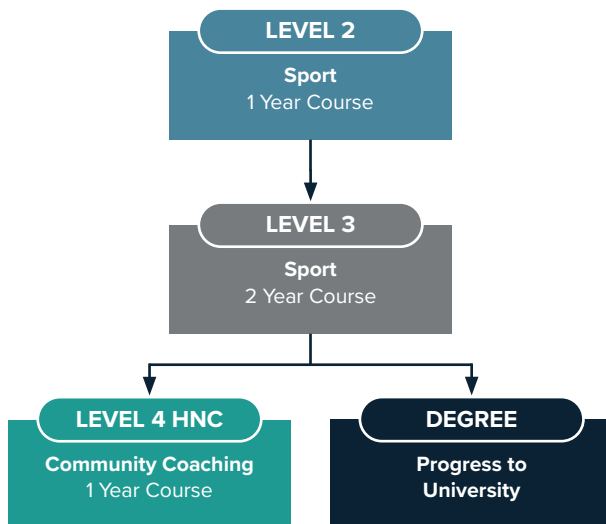 LEVEL 2
Sport
1 Year Course
LEVEL 3
Sport
2 Year Course
LEVEL 4 HNC
Community Coaching
1 Year Course
DEGREE
Progress to
University